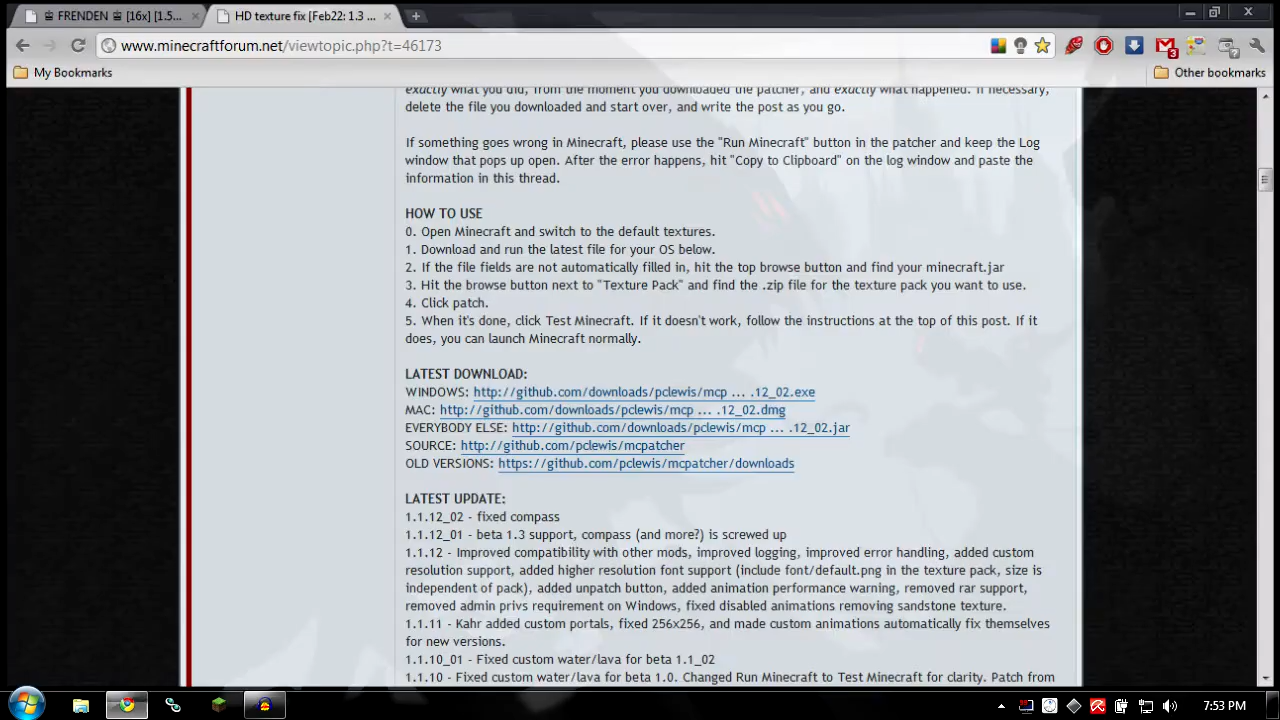 ♕ FRENDEN ♕ [16x] [1.5...
HD texture fix [Feb22: 1.3 ...
www.minecraftforum.net/viewtopic.php?t=46173
3
My Bookmarks
Other bookmarks
exactly what you did, from the moment you downloaded the patcher, and exactly what happened. If necessary,
delete the file you downloaded and start over, and write the post as you go.
If something goes wrong in Minecraft, please use the "Run Minecraft" button in the patcher and keep the Log
window that pops up open. After the error happens, hit "Copy to Clipboard" on the log window and paste the
information in this thread.
HOW TO USE
0. Open Minecraft and switch to the default textures.
1. Download and run the latest file for your OS below.
2. If the file fields are not automatically filled in, hit the top browse button and find your minecraft.jar
3. Hit the browse button next to "Texture Pack" and find the .zip file for the texture pack you want to use.
4. Click patch.
5. When it's done, click Test Minecraft. If it doesn't work, follow the instructions at the top of this post. If it
does, you can launch Minecraft normally.
LATEST DOWNLOAD:
WINDOWS: http://github.com/downloads/pclewis/mcp ... .12_02.exe
MAC: http://github.com/downloads/pclewis/mcp ... .12_02.dmg
EVERYBODY ELSE: http://github.com/downloads/pclewis/mcp ... .12_02.jar
SOURCE: http://github.com/pclewis/mcpatcher
OLD VERSIONS: https://github.com/pclewis/mcpatcher/downloads
LATEST UPDATE:
1.1.12_02 - fixed compass
1.1.12_01 - beta 1.3 support, compass (and more?) is screwed up
1.1.12 - Improved compatibility with other mods, improved logging, improved error handling, added custom
resolution support, added higher resolution font support (include font/default.png in the texture pack, size is
independent of pack), added unpatch button, added animation performance warning, removed rar support,
removed admin privs requirement on Windows, fixed disabled animations removing sandstone texture.
1.1.11 - Kahr added custom portals, fixed 256x256, and made custom animations automatically fix themselves
for new versions.
1.1.10_01 - Fixed custom water/lava for beta 1.1_02
1.1.10 - Fixed custom water/lava for beta 1.0. Changed Run Minecraft to Test Minecraft for clarity. Patch from
7:53 PM